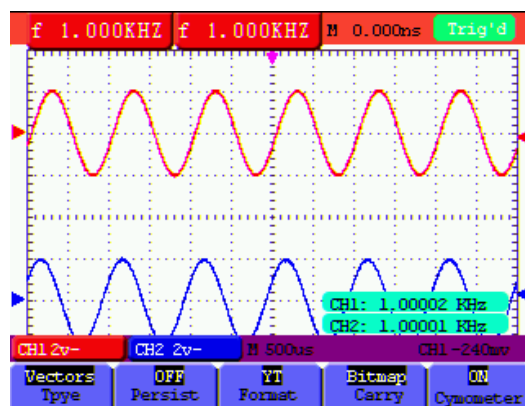 f 1.000KHZ f 1.000KHZ M 0.000ns Trig'd
CH1: 1.00002 KHz
CH2: 1.00001 KHz
CH1 2v~ CH2 2v~ M 500us CH1 -240mv
Vectors OFF YT Bitmap ON
Tpye Persist Format Carry Cymometer